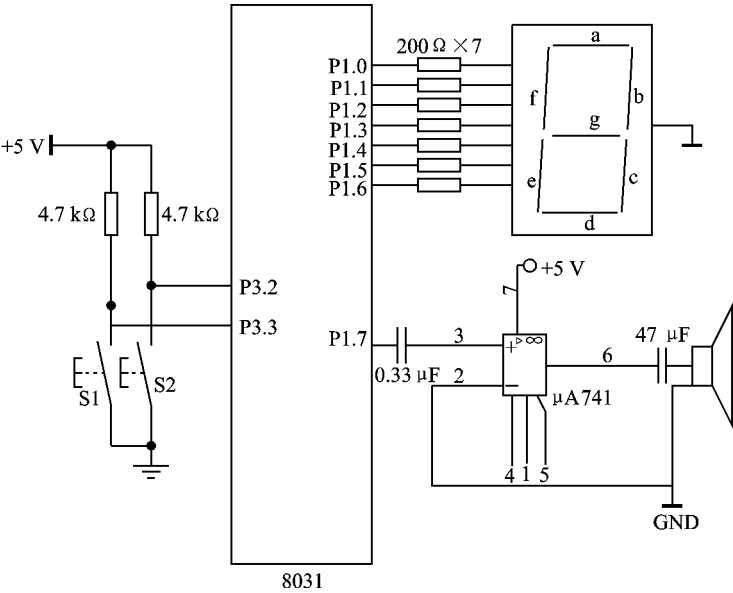 200 Ω ×7
P1.0
P1.1
P1.2
P1.3
P1.4
P1.5
P1.6
a
b
c
d
e
f
g
+5 V
4.7 kΩ
4.7 kΩ
P3.2
P3.3
S1
S2
P1.7
0.33 μF
3
2
7
+5 V
+
▷∞
−
6
μA741
4 1 5
47 μF
GND
8031